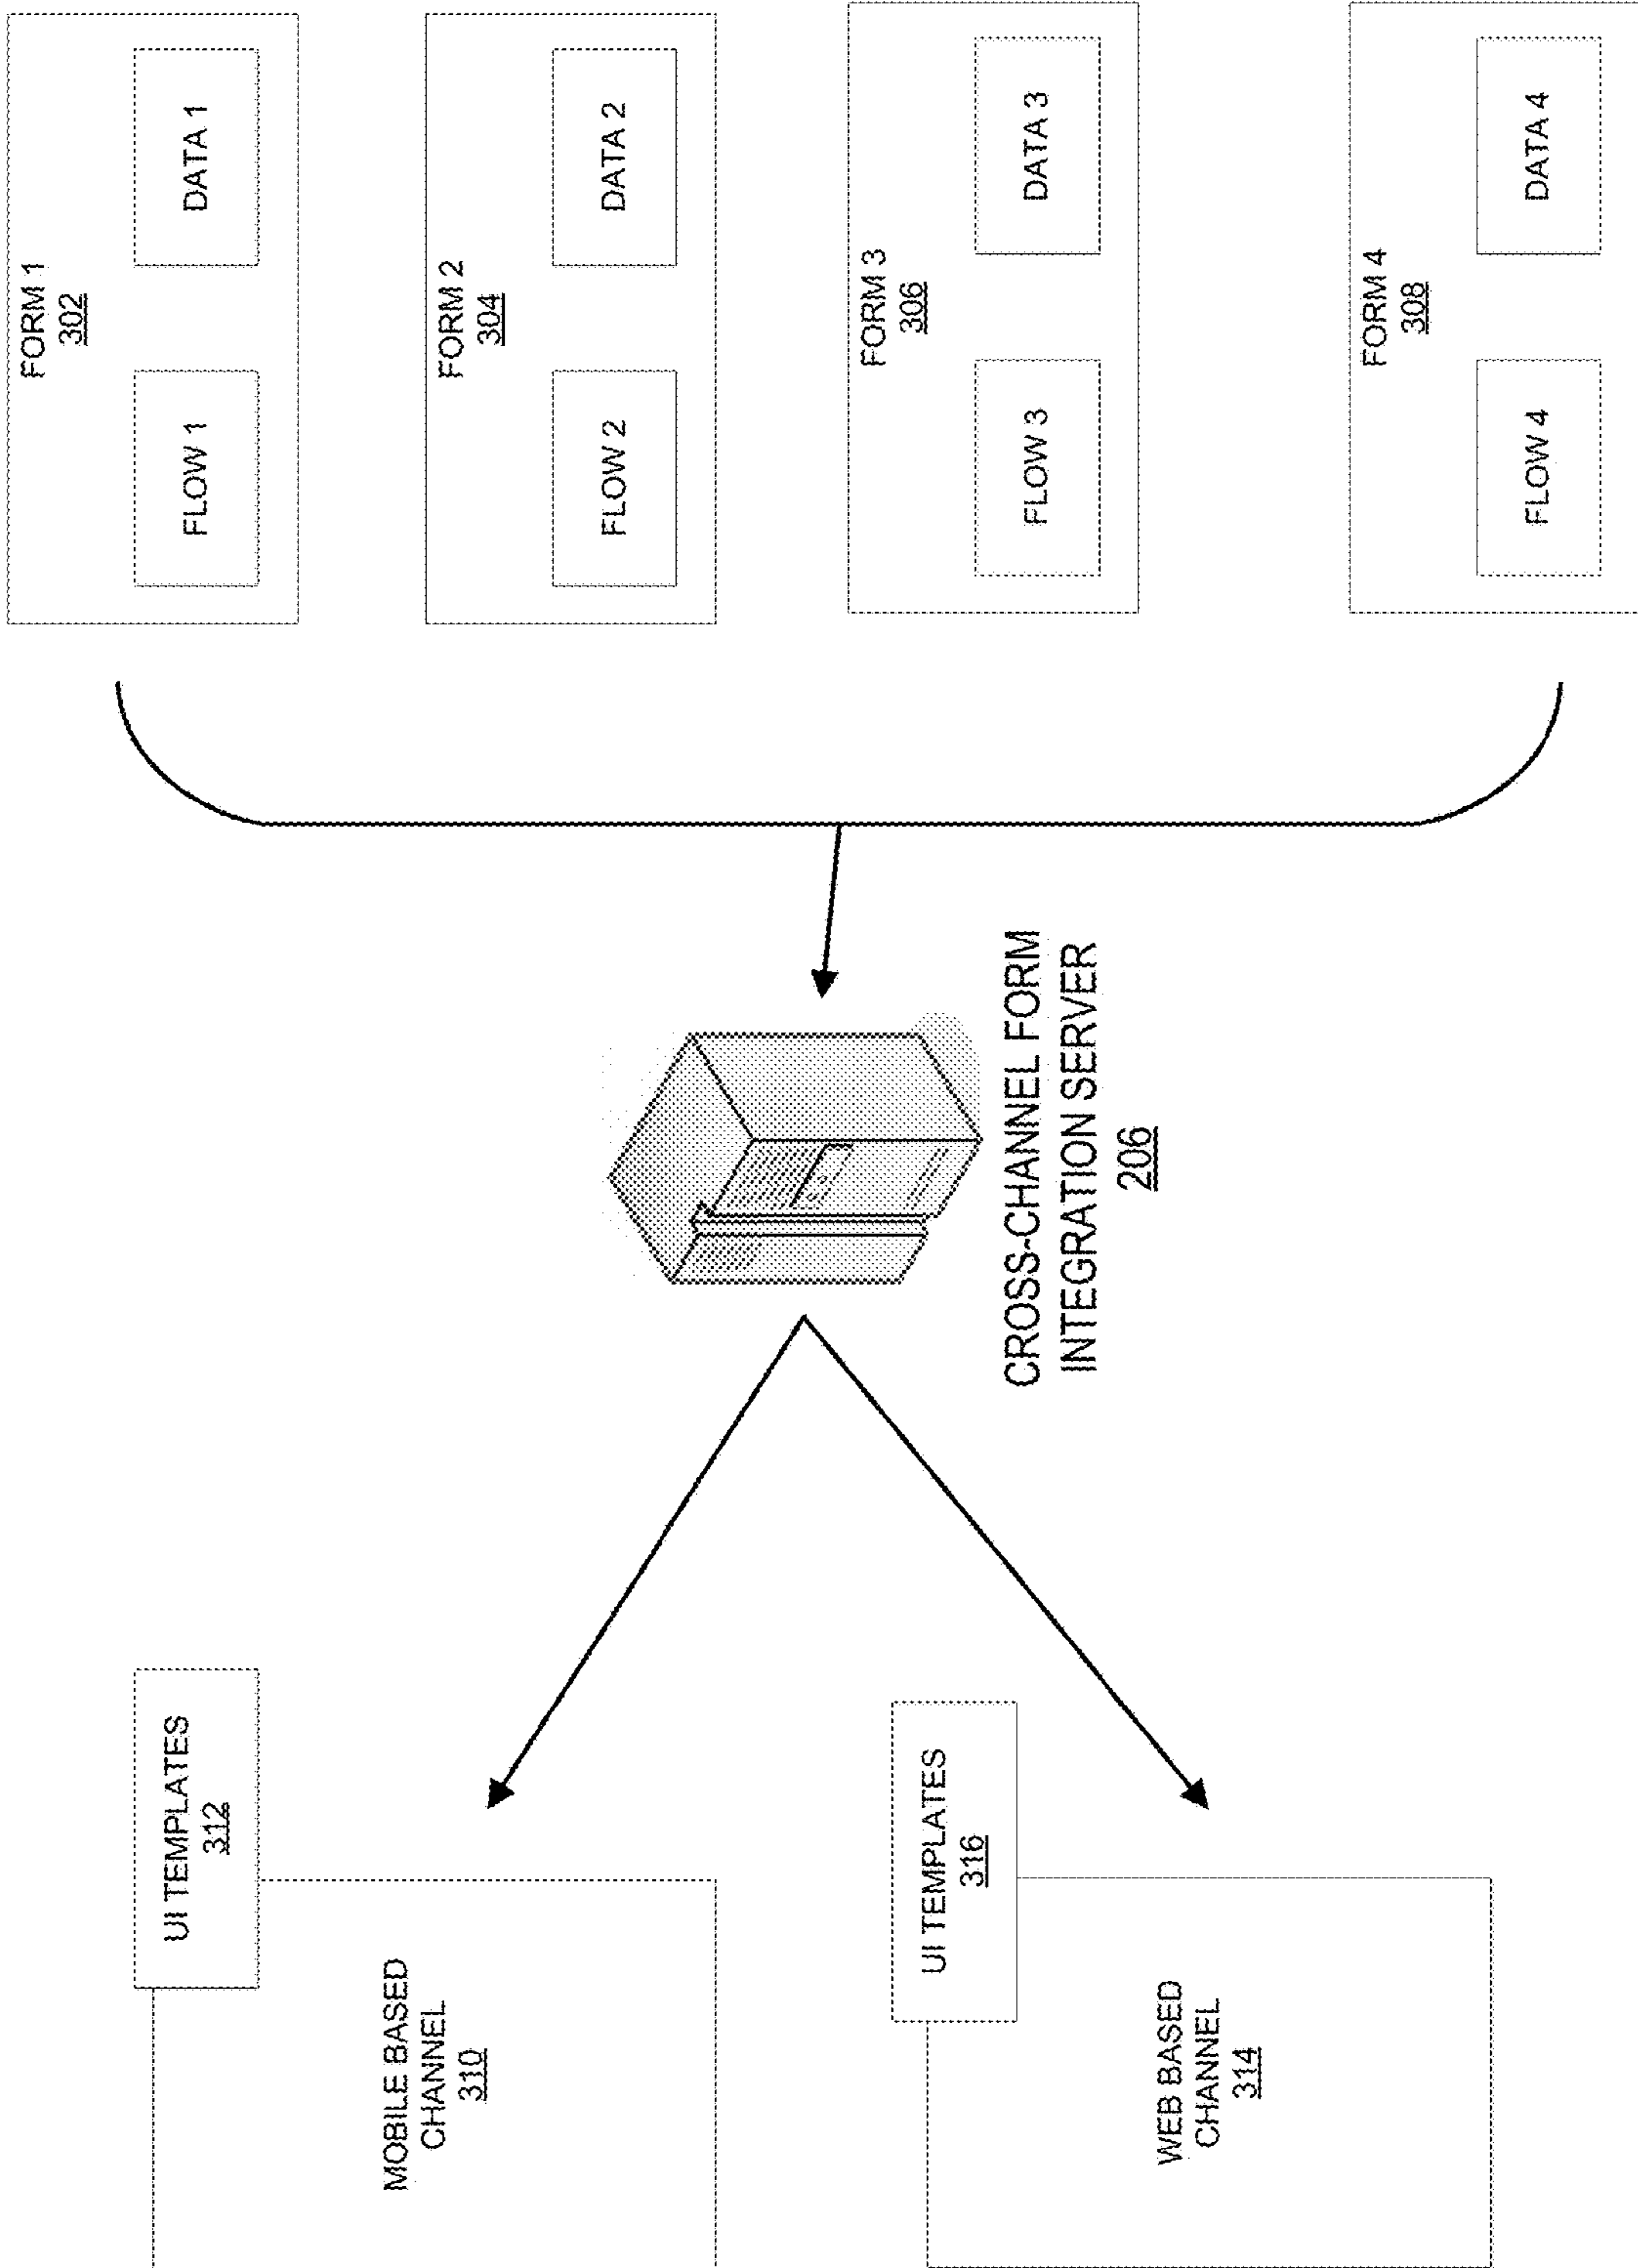 FORM 1
302
FLOW 1
DATA 1
FORM 2
304
FLOW 2
DATA 2
FORM 3
306
FLOW 3
DATA 3
FORM 4
308
FLOW 4
DATA 4
CROSS-CHANNEL FORM
INTEGRATION SERVER
206
UI TEMPLATES
312
MOBILE BASED
CHANNEL
310
UI TEMPLATES
316
WEB BASED
CHANNEL
314